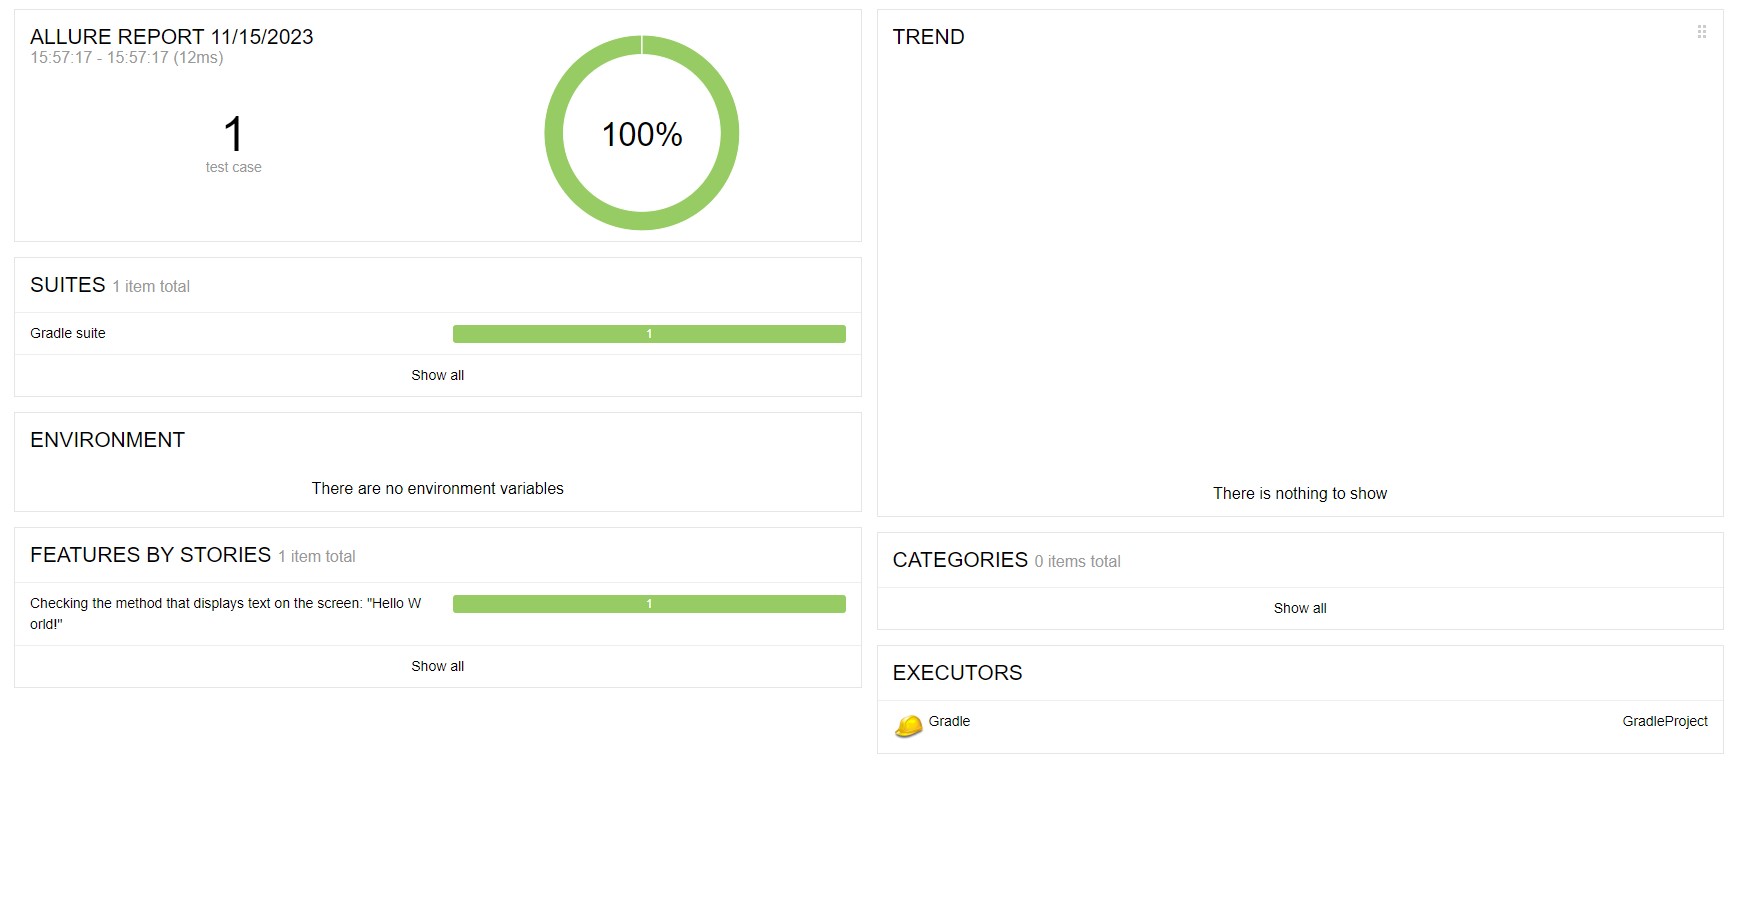 ALLURE REPORT 11/15/2023
15:57:17 - 15:57:17 (12ms)
1
test case
100%
SUITES 1 item total
Gradle suite
1
Show all
ENVIRONMENT
There are no environment variables
FEATURES BY STORIES 1 item total
Checking the method that displays text on the screen: "Hello W
orld!"
1
Show all
TREND
There is nothing to show
CATEGORIES 0 items total
Show all
EXECUTORS
Gradle
GradleProject